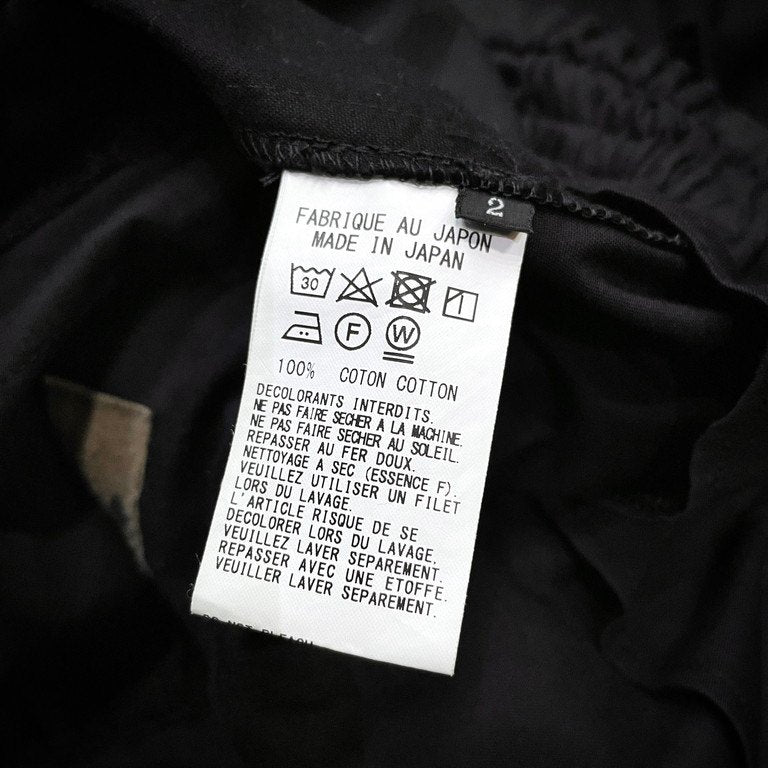 2
FABRIQUE AU JAPON
MADE IN JAPAN
30
F W
100% COTON COTTON
DECOLORANTS INTERDITS.
NE PAS FAIRE SECHER A LA MACHINE.
NE PAS FAIRE SECHER AU SOLEIL.
REPASSER AU FER DOUX.
NETTOYAGE A SEC (ESSENCE F).
VEUILLEZ UTILISER UN FILET
LORS DU LAVAGE.
L'ARTICLE RISQUE DE SE
DECOLORER LORS DU LAVAGE,
VEUILLEZ LAVER SEPAREMENT.
REPASSER AVEC UNE ETOFFE.
VEUILLER LAVER SEPAREMENT.
DO NOT BLEACH